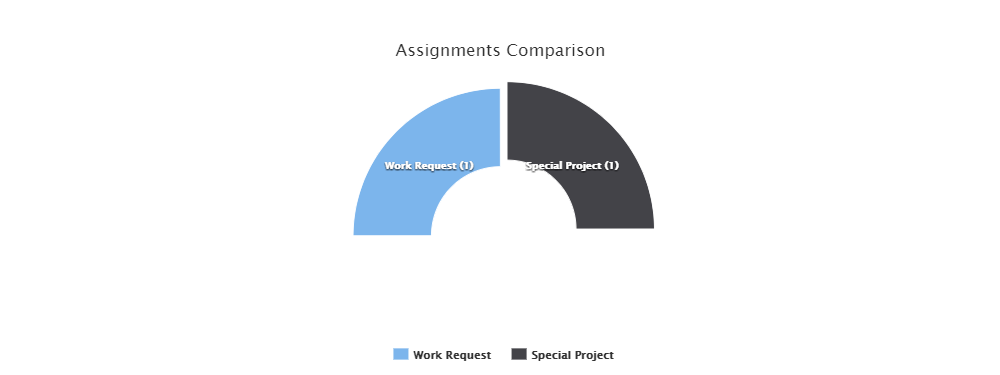 Assignments Comparison
Work Request (1) Special Project (1)
Work Request Special Project